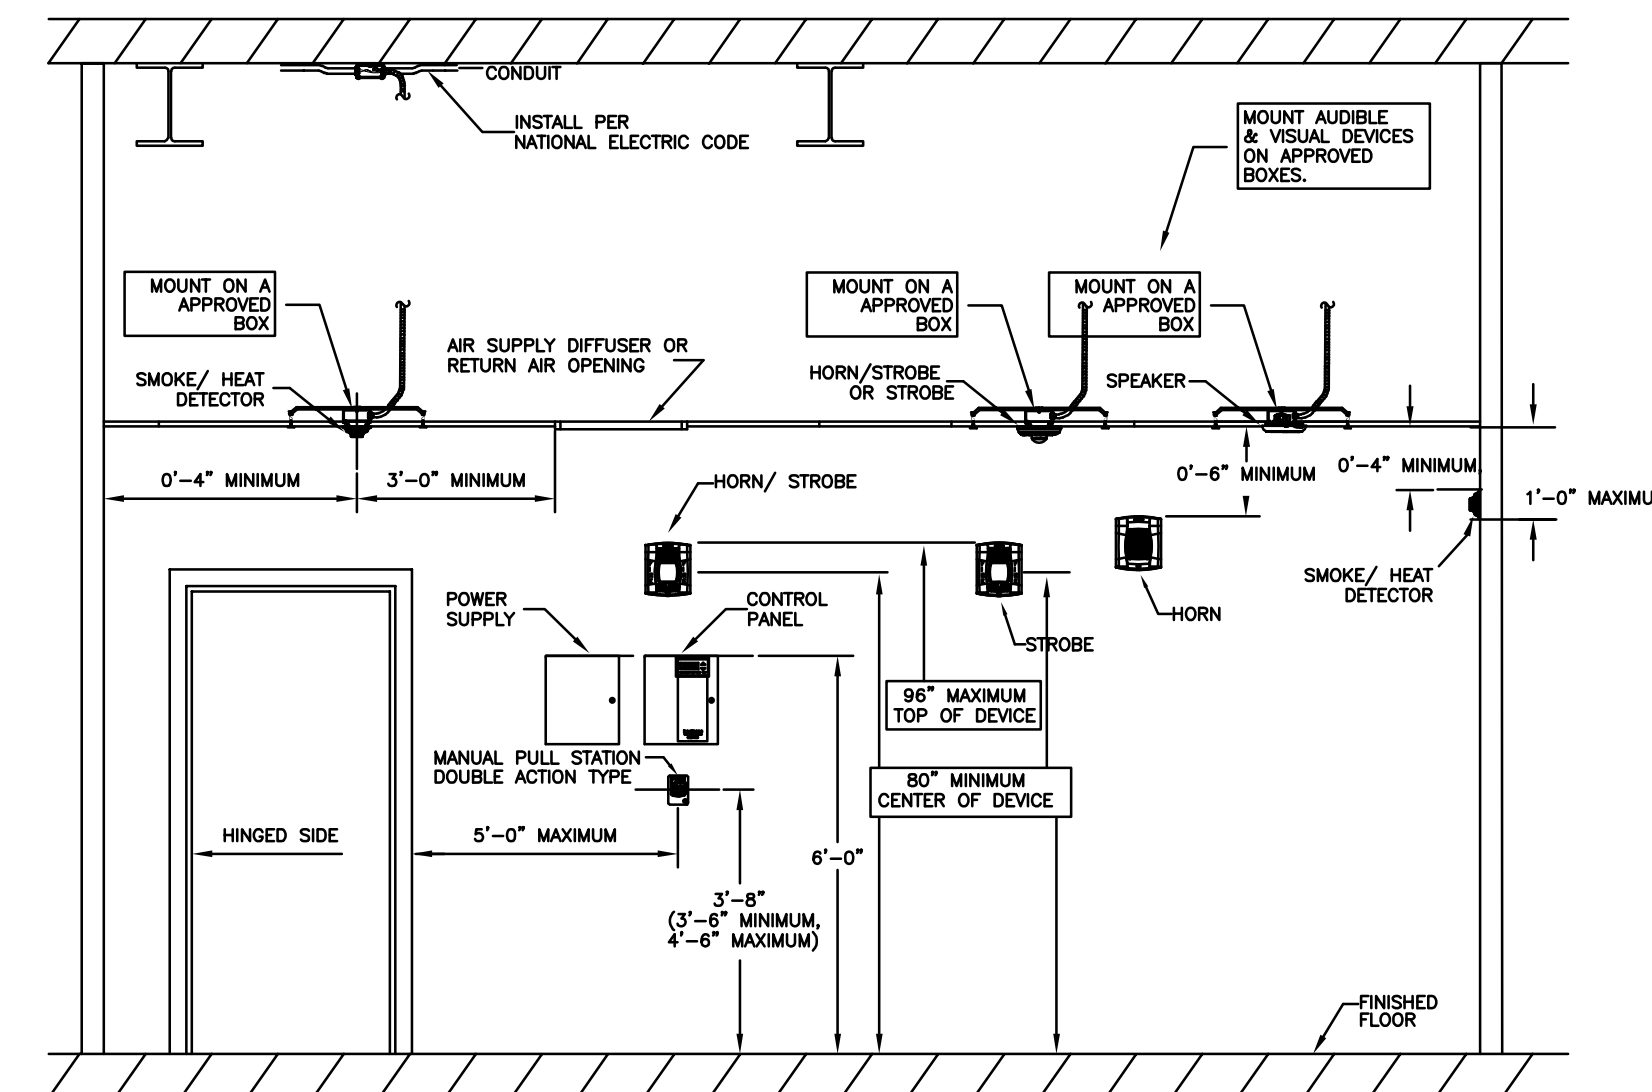 CONDUIT
INSTALL PER
NATIONAL ELECTRIC CODE
MOUNT AUDIBLE
& VISUAL DEVICES
ON APPROVED
BOXES.
MOUNT ON A
APPROVED
BOX
MOUNT ON A
APPROVED
BOX
MOUNT ON A
APPROVED
BOX
AIR SUPPLY DIFFUSER OR
RETURN AIR OPENING
SMOKE/ HEAT
DETECTOR
HORN/STROBE
OR STROBE
SPEAKER
0'-4" MINIMUM
3'-0" MINIMUM
HORN/ STROBE
0'-6" MINIMUM
0'-4" MINIMUM
1'-0" MAXIMU
SMOKE/ HEAT
DETECTOR
HORN
STROBE
POWER
SUPPLY
CONTROL
PANEL
96" MAXIMUM
TOP OF DEVICE
MANUAL PULL STATION
DOUBLE ACTION TYPE
80" MINIMUM
CENTER OF DEVICE
HINGED SIDE
5'-0" MAXIMUM
6'-0"
3'-8"
(3'-6" MINIMUM,
4'-6" MAXIMUM)
FINISHED
FLOOR